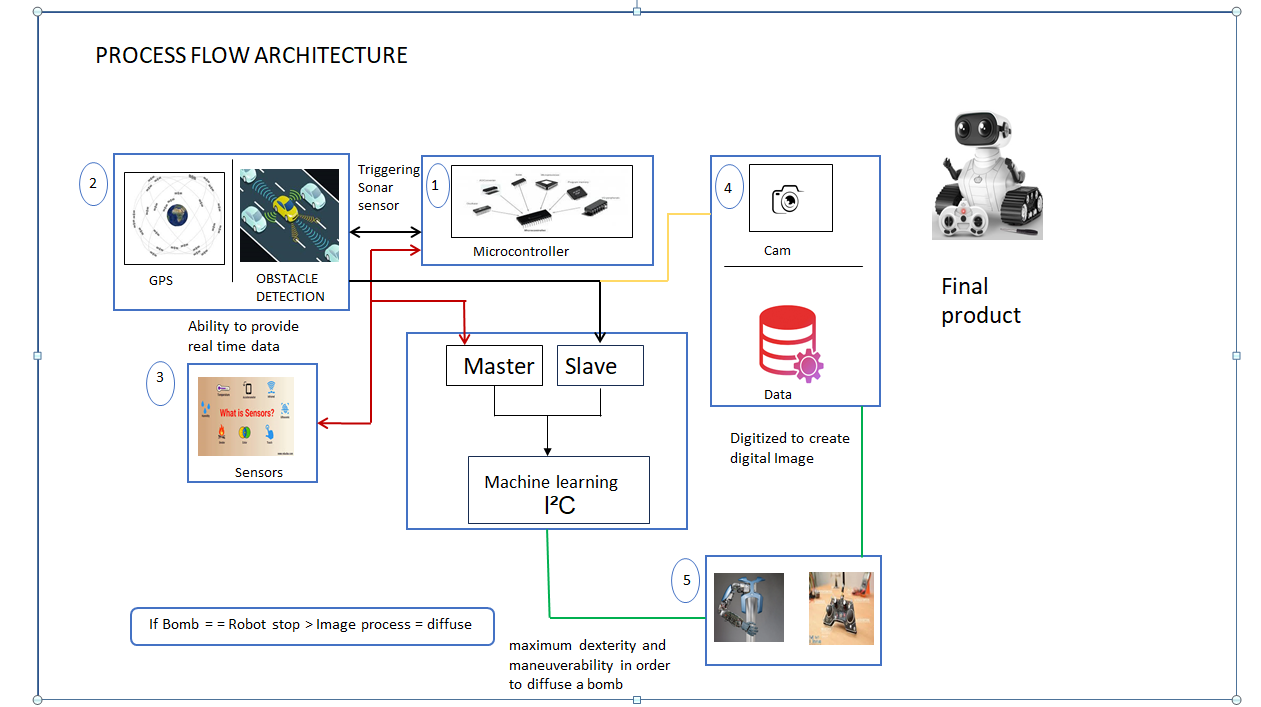 PROCESS FLOW ARCHITECTURE
2
GPS
OBSTACLE
DETECTION
Triggering
Sonar
sensor
1
Microcontroller
4
Cam
Data
Final
product
Ability to provide
real time data
3
What is Sensors?
Sensors
Master
Slave
Machine learning
I²C
Digitized to create
digital Image
5
If Bomb = = Robot stop > Image process = diffuse
maximum dexterity and
maneuverability in order
to diffuse a bomb